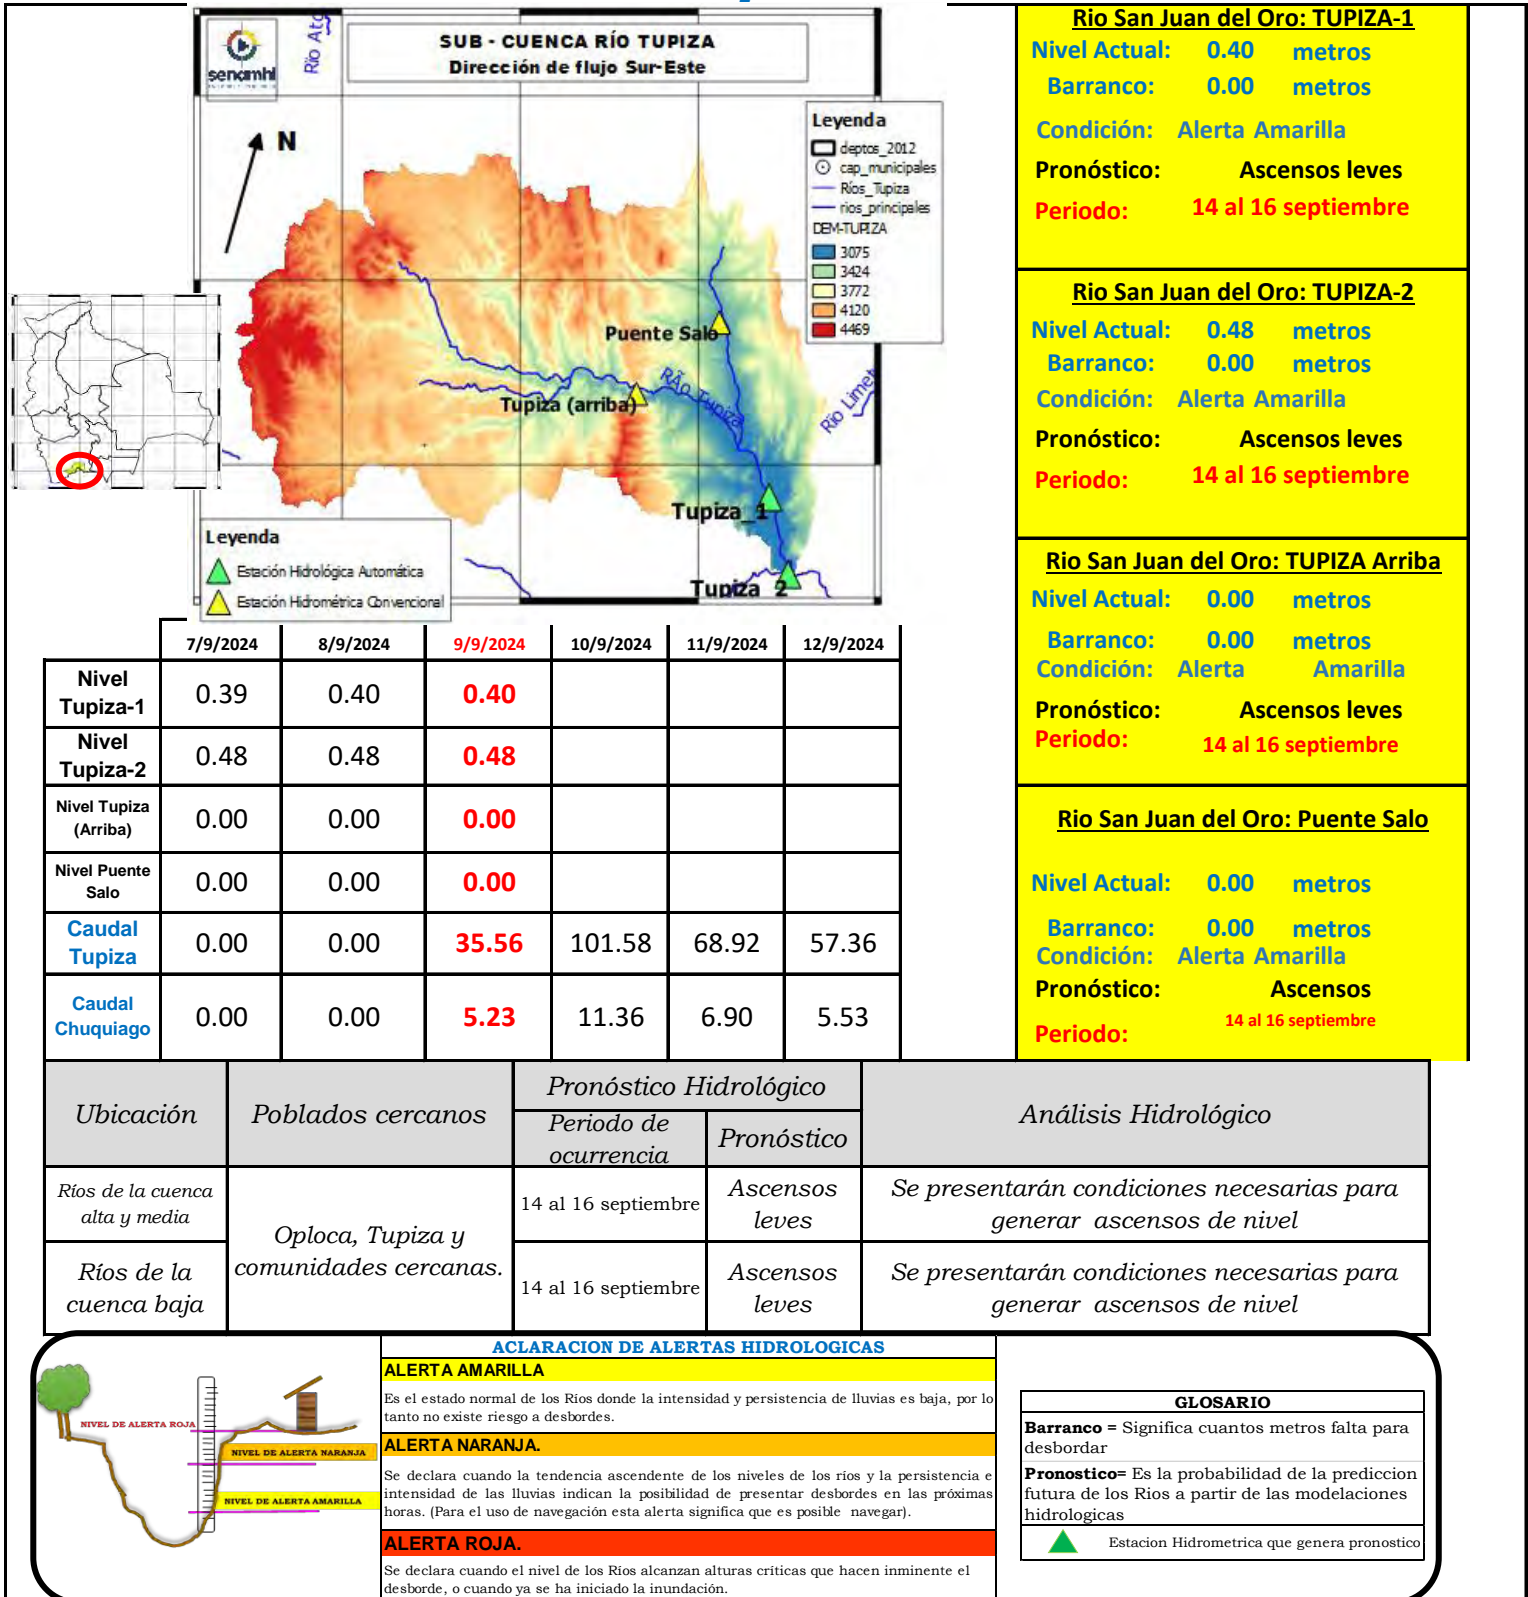 SUB - CUENCA RÍO TUPIZA
Dirección de flujo Sur-Este
senamhi
Río Ato
N
Leyenda
deptos_2012
cap_municipales
Ríos_Tupiza
rios_principales
DEM-TUPIZA
3075
3424
3772
4120
4469
Puente Salo
Tupiza (arriba)
RÃo Tupiza
Rio Limet
Tupiza_1
Tupiza_2
Leyenda
Estación Hidrológica Automática
Estación Hidrométrica Convencional
Rio San Juan del Oro: TUPIZA-1
Nivel Actual: 0.40 metros
Barranco: 0.00 metros
Condición: Alerta Amarilla
Pronóstico: Ascensos leves
Periodo: 14 al 16 septiembre
Rio San Juan del Oro: TUPIZA-2
Nivel Actual: 0.48 metros
Barranco: 0.00 metros
Condición: Alerta Amarilla
Pronóstico: Ascensos leves
Periodo: 14 al 16 septiembre
Rio San Juan del Oro: TUPIZA Arriba
Nivel Actual: 0.00 metros
Barranco: 0.00 metros
Condición: Alerta Amarilla
Pronóstico: Ascensos leves
Periodo: 14 al 16 septiembre
Rio San Juan del Oro: Puente Salo
Nivel Actual: 0.00 metros
Barranco: 0.00 metros
Condición: Alerta Amarilla
Pronóstico: Ascensos
Periodo: 14 al 16 septiembre
7/9/2024 8/9/2024 9/9/2024 10/9/2024 11/9/2024 12/9/2024
Nivel
Tupiza-1 0.39 0.40 0.40
Nivel
Tupiza-2 0.48 0.48 0.48
Nivel Tupiza
(Arriba) 0.00 0.00 0.00
Nivel Puente
Salo 0.00 0.00 0.00
Caudal
Tupiza 0.00 0.00 35.56 101.58 68.92 57.36
Caudal
Chuquiago 0.00 0.00 5.23 11.36 6.90 5.53
Ubicación
Poblados cercanos
Pronóstico Hidrológico
Periodo de
ocurrencia
Pronóstico
Análisis Hidrológico
Ríos de la cuenca
alta y media
Oploca, Tupiza y
comunidades cercanas.
14 al 16 septiembre
Ascensos
leves
Se presentarán condiciones necesarias para
generar ascensos de nivel
Ríos de la
cuenca baja
14 al 16 septiembre
Ascensos
leves
Se presentarán condiciones necesarias para
generar ascensos de nivel
NIVEL DE ALERTA ROJA
NIVEL DE ALERTA NARANJA
NIVEL DE ALERTA AMARILLA
ACLARACION DE ALERTAS HIDROLOGICAS
ALERTA AMARILLA
Es el estado normal de los Ríos donde la intensidad y persistencia de lluvias es baja, por lo
tanto no existe riesgo a desbordes.
ALERTA NARANJA.
Se declara cuando la tendencia ascendente de los niveles de los ríos y la persistencia e
intensidad de las lluvias indican la posibilidad de presentar desbordes en las próximas
horas. (Para el uso de navegación esta alerta significa que es posible navegar).
ALERTA ROJA.
Se declara cuando el nivel de los Ríos alcanzan alturas críticas que hacen inminente el
desborde, o cuando ya se ha iniciado la inundación.
GLOSARIO
Barranco = Significa cuantos metros falta para
desbordar
Pronostico= Es la probabilidad de la prediccion
futura de los Rios a partir de las modelaciones
hidrologicas
Estacion Hidrometrica que genera pronostico